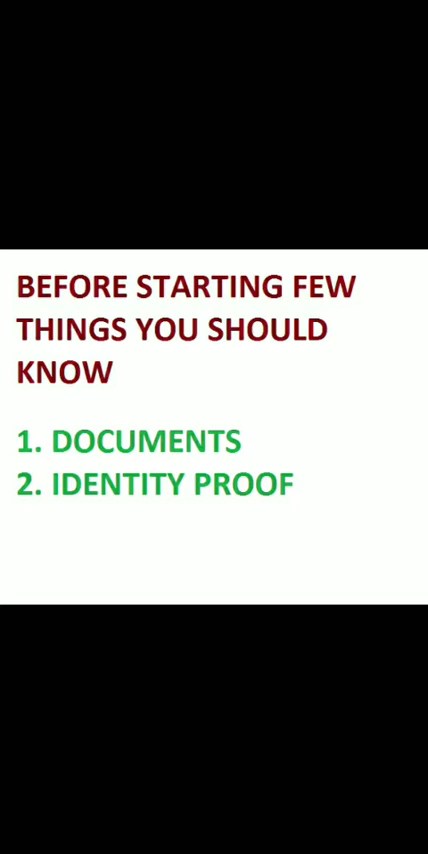 BEFORE STARTING FEW
THINGS YOU SHOULD
KNOW
1. DOCUMENTS
2. IDENTITY PROOF